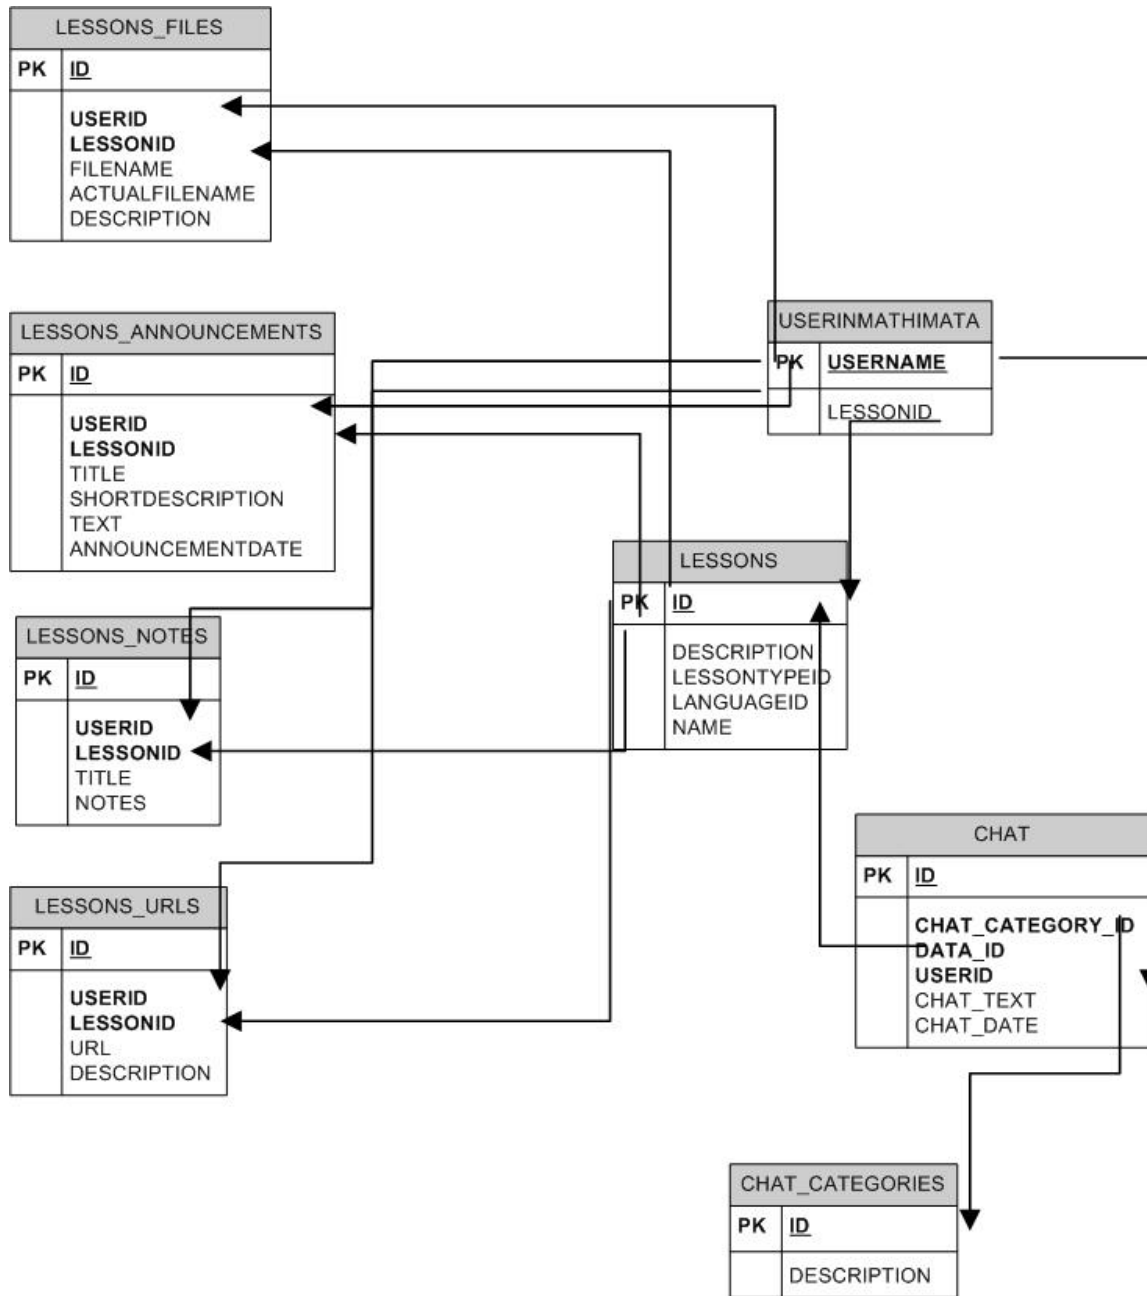 LESSONS_FILES
PK ID
USERID
LESSONID
FILENAME
ACTUALFILENAME
DESCRIPTION
LESSONS_ANNOUNCEMENTS
PK ID
USERID
LESSONID
TITLE
SHORTDESCRIPTION
TEXT
ANNOUNCEMENTDATE
USERINMATHIMATA
PK USERNAME
LESSONID
LESSONS
PK ID
DESCRIPTION
LESSONTYPEID
LANGUAGEID
NAME
LESSONS_NOTES
PK ID
USERID
LESSONID
TITLE
NOTES
CHAT
PK ID
CHAT_CATEGORY_ID
DATA_ID
USERID
CHAT_TEXT
CHAT_DATE
LESSONS_URLS
PK ID
USERID
LESSONID
URL
DESCRIPTION
CHAT_CATEGORIES
PK ID
DESCRIPTION